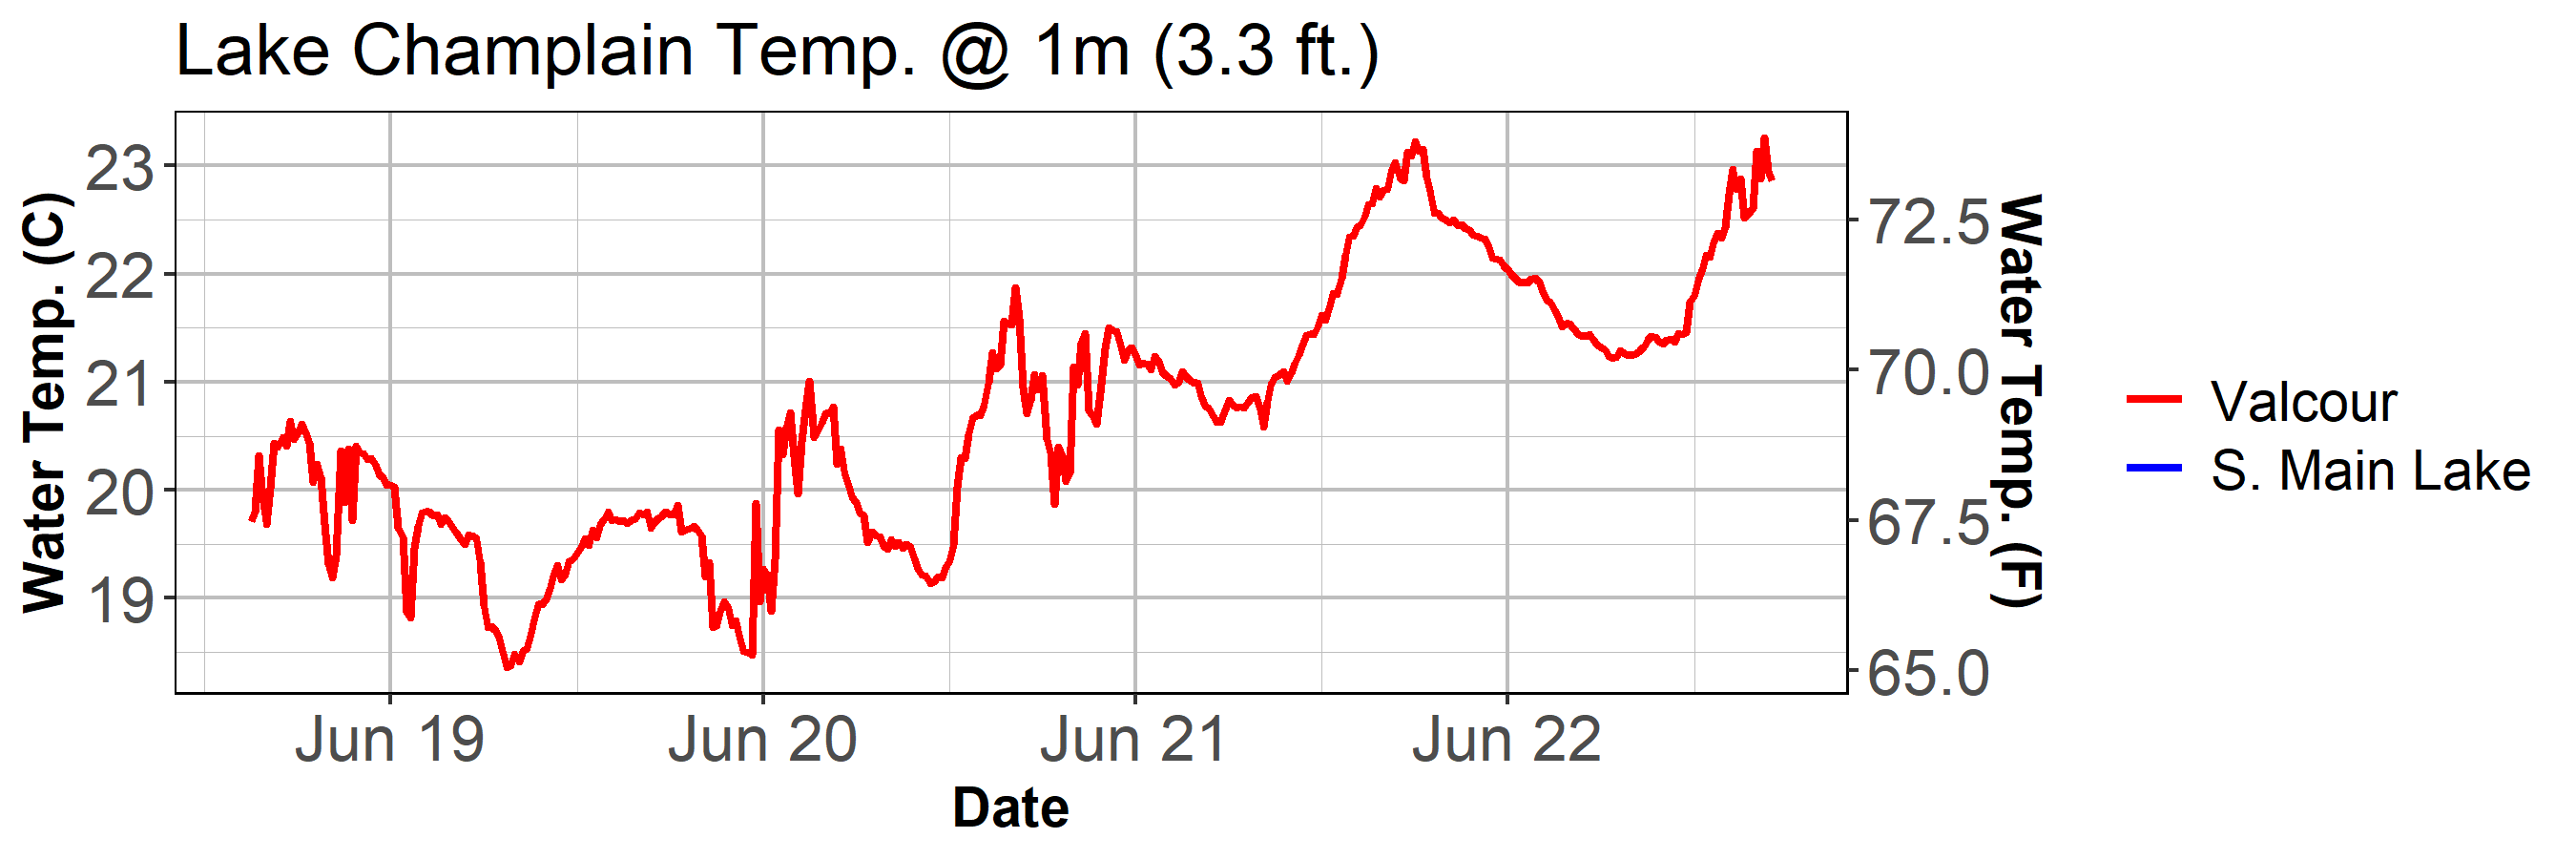 Lake Champlain Temp. @ 1m (3.3 ft.)
Water Temp. (C)
23
22
21
20
19
72.5
70.0
67.5
65.0
Water Temp. (F)
Jun 19
Jun 20
Jun 21
Jun 22
Date
Valcour
S. Main Lake